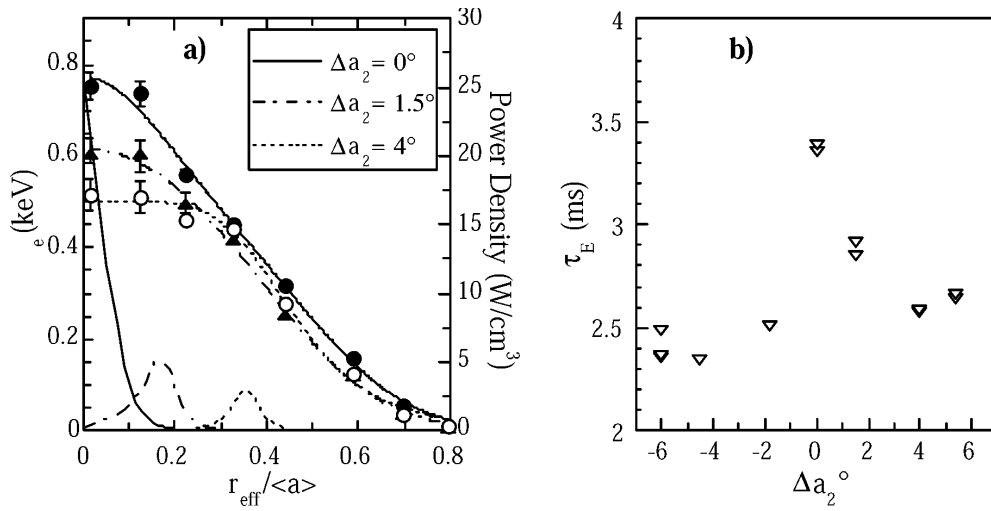 a)
Δa2= 0°
Δa2= 1.5°
Δa2= 4°
e(keV)
0.8
0.6
0.4
0.2
0
30
25
20
15
10
5
0
Power Density (W/cm3)
0 0.2 0.4 0.6 0.8
reff/<a>
b)
τE (ms)
4
3.5
3
2.5
2
-6 -4 -2 0 2 4 6
Δa2°